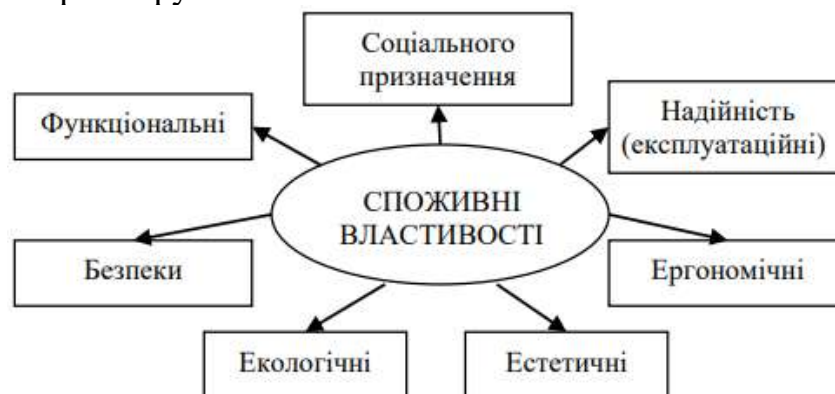 Соціального
призначення
Функціональні
Надійність
(експлуатаційні)
СПОЖИВНІ
ВЛАСТИВОСТІ
Безпеки
Ергономічні
Екологічні
Естетичні